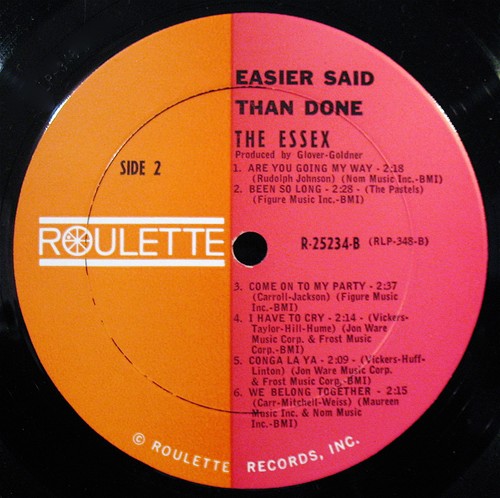 EASIER SAID
THAN DONE
THE ESSEX
Produced by Glover-Goldner
SIDE 2
1. ARE YOU GOING MY WAY - 2:18
(Rudolph Johnson) (Nom Music Inc.-BMI)
2. BEEN SO LONG - 2:28 - (The Pastels)
(Figure Music Inc.-BMI)
ROULETTE
R-25234-B (RLP-348-B)
3. COME ON TO MY PARTY - 2:37
(Carroll-Jackson) (Figure Music
Inc.-BMI)
4. I HAVE TO CRY - 2:14 - (Vickers-
Taylor-Hill-Hume) (Jon Ware
Music Corp. & Frost Music
Corp.-BMI)
5. CONGA LA YA - 2:09 - (Vickers-Huff-
Linton) (Jon Ware Music Corp.
& Frost Music Corp.-BMI)
6. WE BELONG TOGETHER - 2:15
(Carr-Mitchell-Weiss) (Maureen
Music Inc. & Nom Music
Inc.-BMI)
© ROULETTE RECORDS, INC.